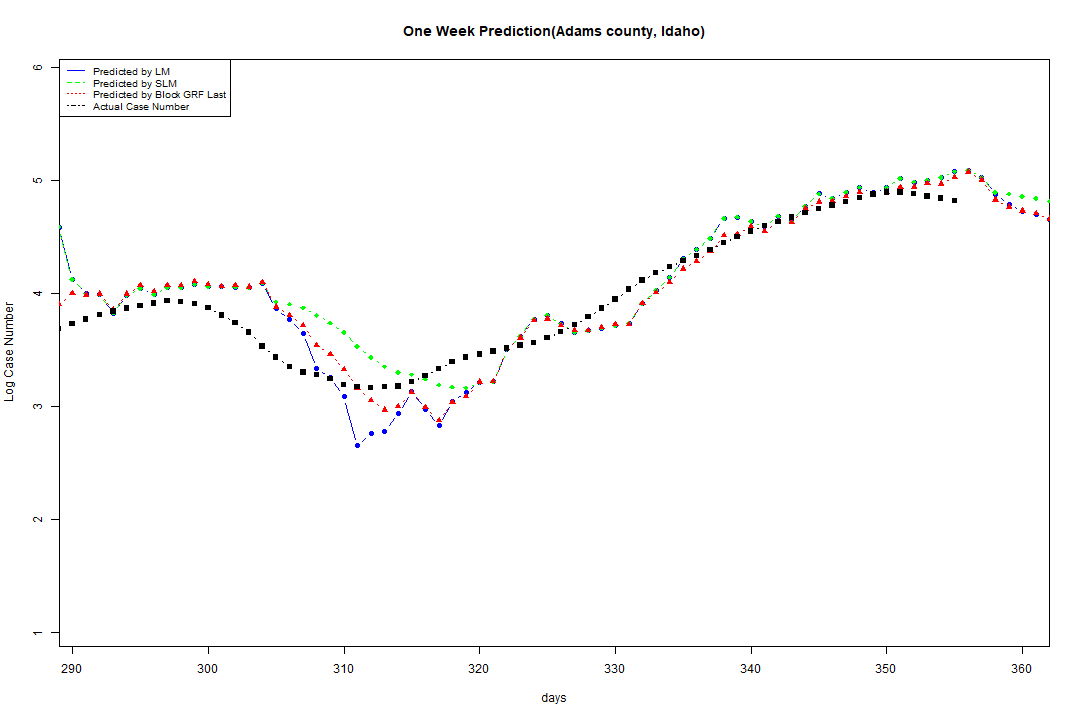 One Week Prediction(Adams county, Idaho)
Predicted by LM
Predicted by SLM
Predicted by Block GRF Last
Actual Case Number
6
5
4
3
2
1
Log Case Number
290 300 310 320 330 340 350 360
days